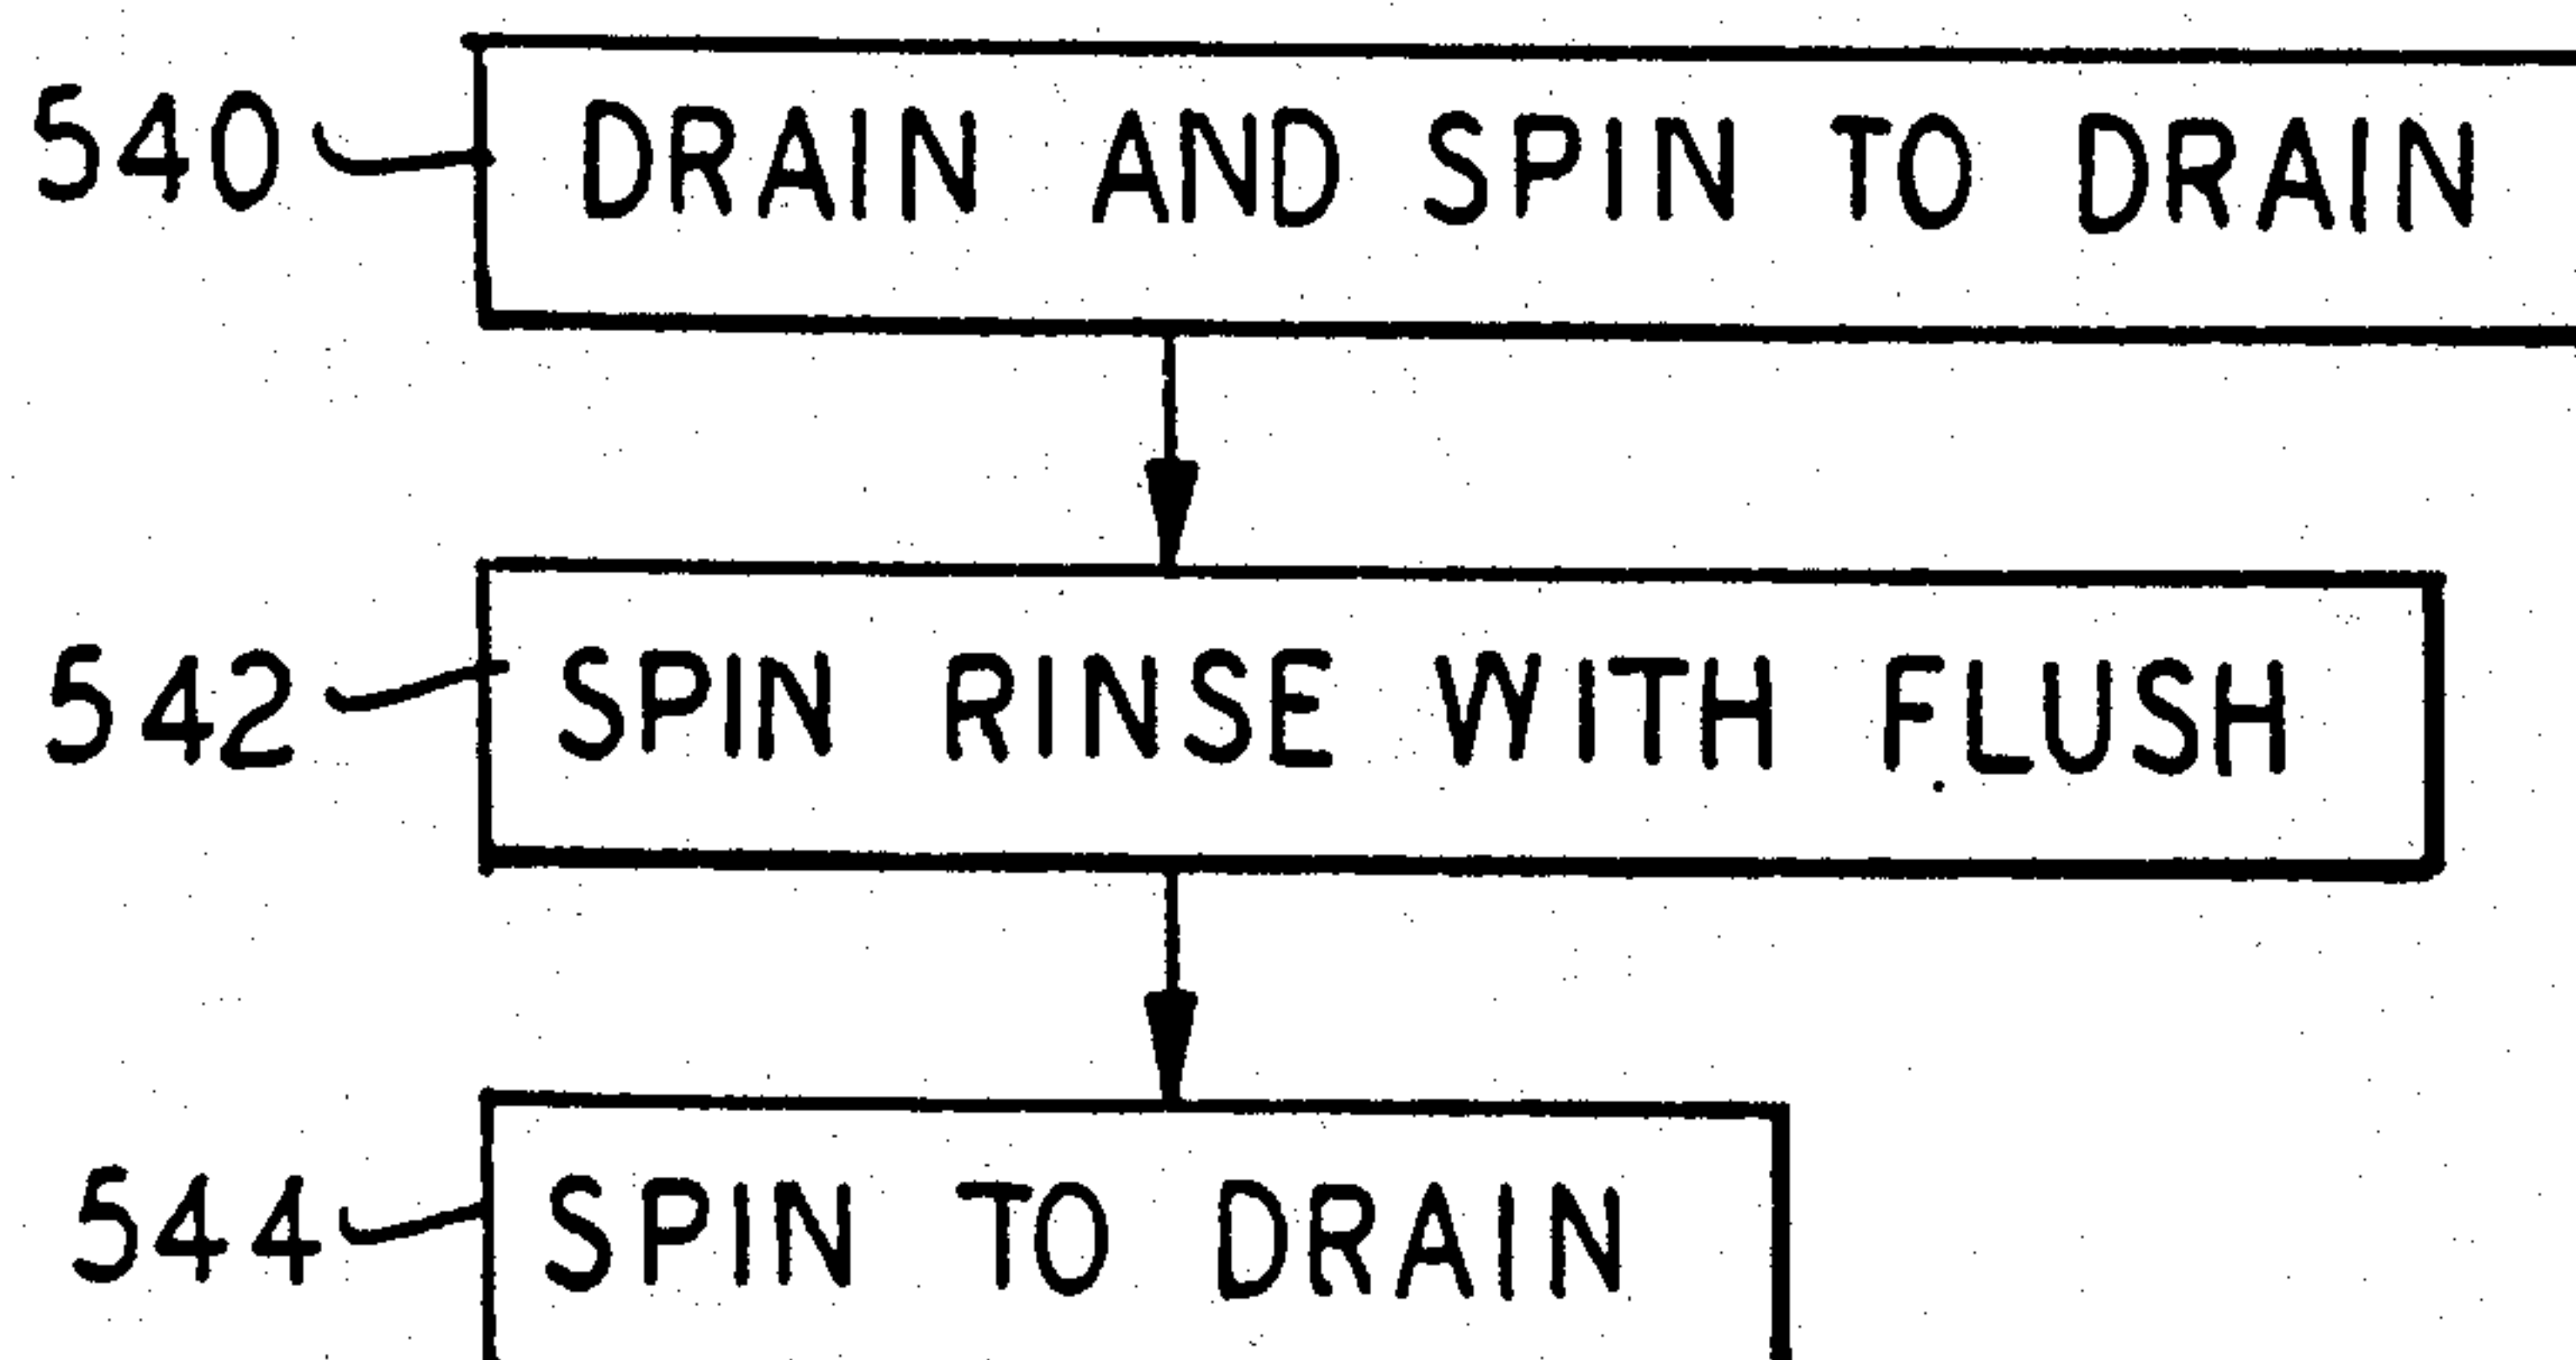 540 DRAIN AND SPIN TO DRAIN
542 SPIN RINSE WITH FLUSH
544 SPIN TO DRAIN